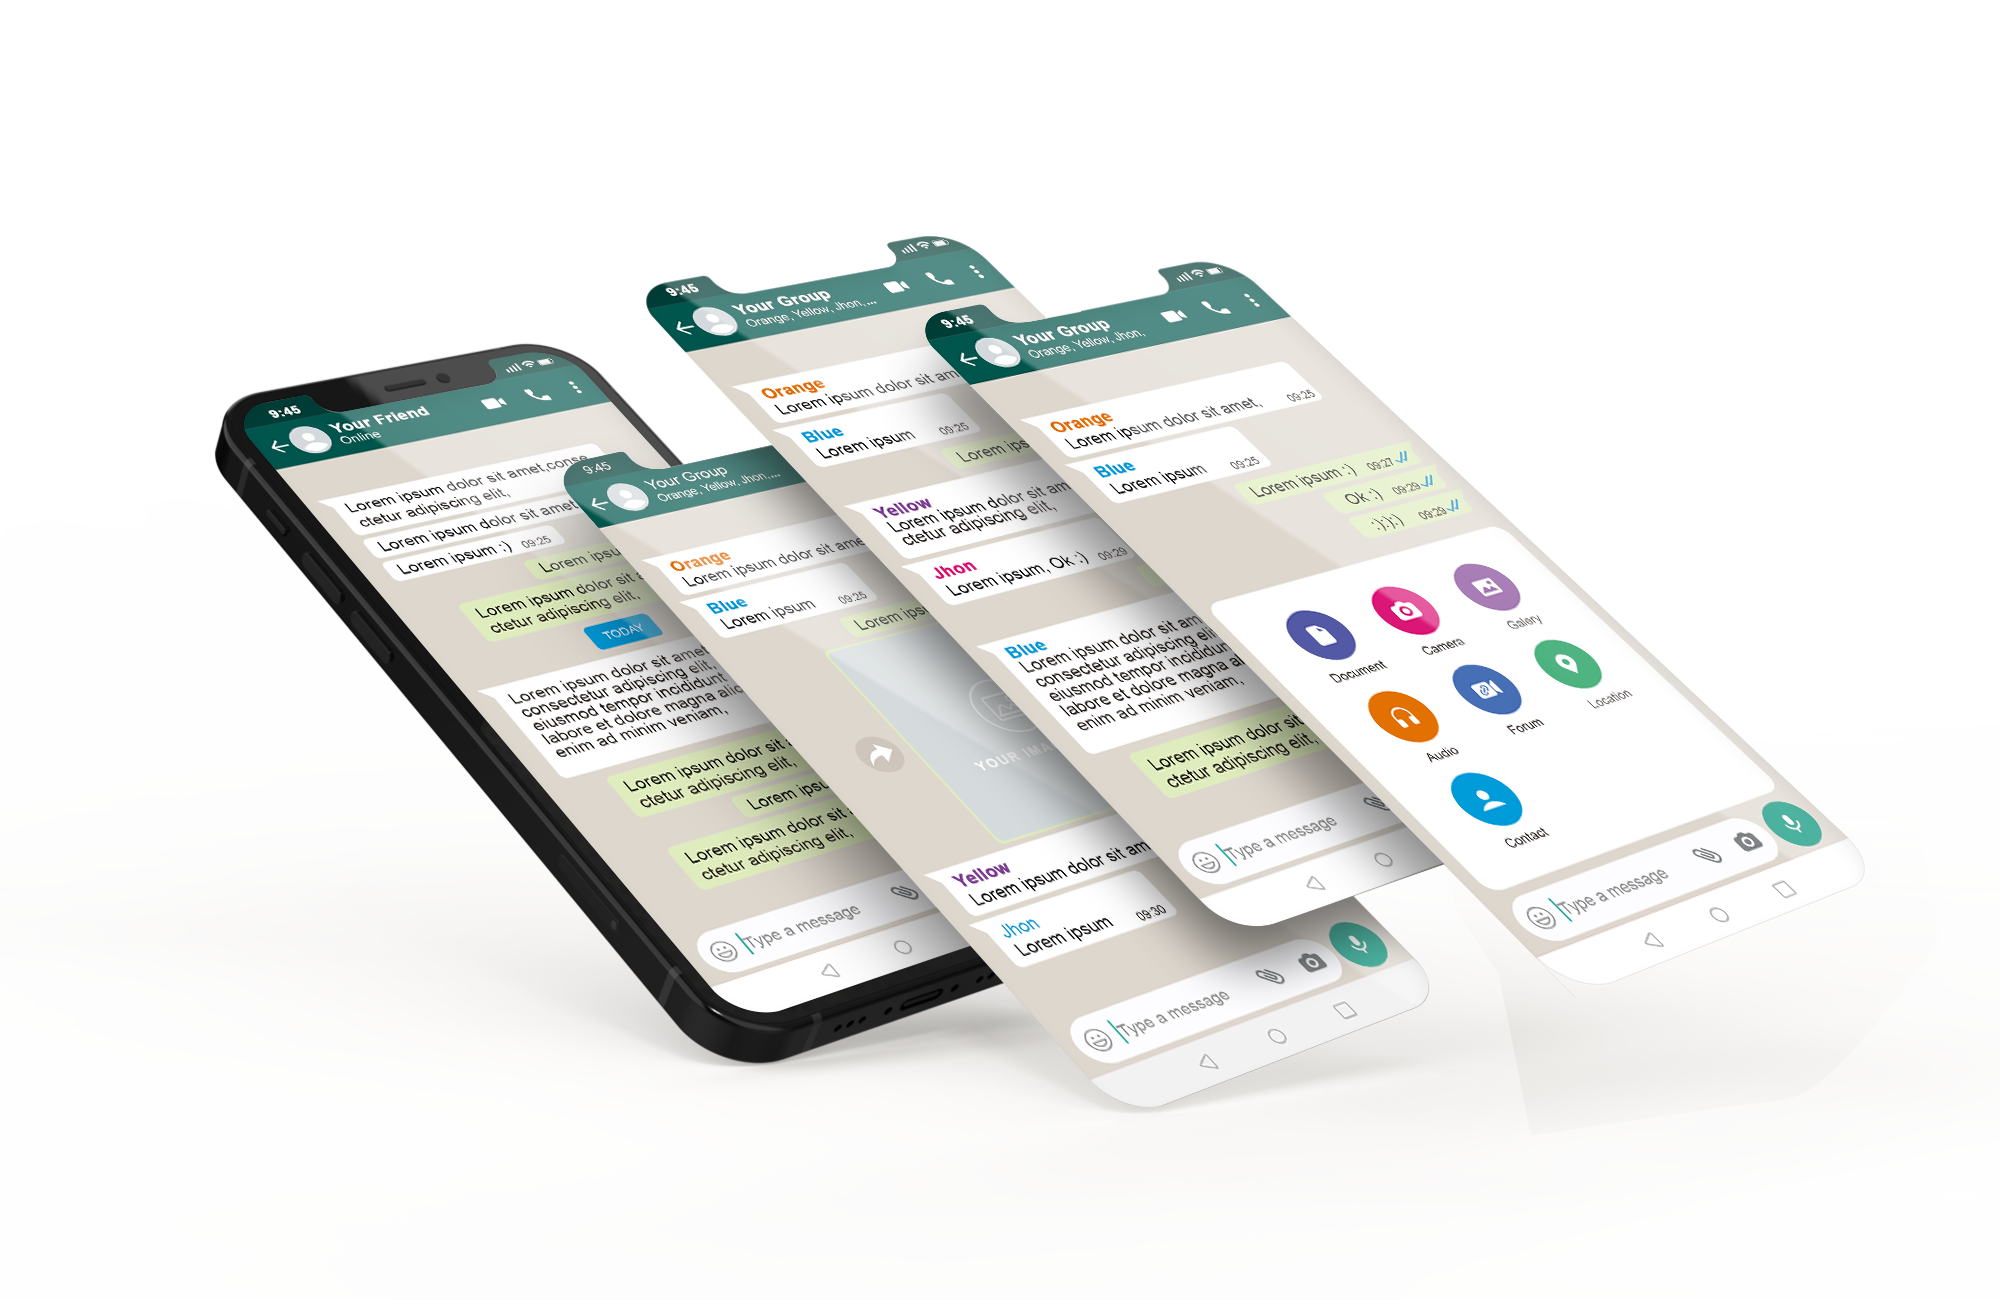 9:45
Your Friend
Online
Lorem ipsum dolor sit amet,conse
ctetur adipiscing elit,
Lorem ipsum dolor sit amet
Lorem ipsum :) 09:25
Lorem
Lorem ipsum dolor sit
ctetur adipiscing elit,
TODAY
Lorem ipsum dolor sit amet
consectetur adipiscing elit,
eiusmod tempor incididunt
labore et dolore magna
enim ad minim veniam,
Lorem ipsum dolor sit
ctetur adipiscing elit,
Lorem ipsum
Lorem ipsum dolor sit
ctetur adipiscing elit,
Type a message
9:45
Your Group
Orange, Yellow, Jhon,...
Orange
Lorem ipsum dolor sit ame
Blue
Lorem ipsum 09:25
Lorem ips
YOUR
Yellow
Lorem ipsum dolor sit am
Jhon
Lorem ipsum 09:30
Type a message
9:45
Your Group
Orange, Yellow, Jhon,...
Orange
Lorem ipsum dolor sit am
Blue
Lorem ipsum 09:25
Lorem ips
Yellow
Lorem ipsum dolor sit am
ctetur adipiscing elit,
Jhon
Lorem ipsum, Ok :) 09:29
Blue
Lorem ipsum dolor sit am
consectetur adipiscing eli
eiusmod tempor incididun
labore et dolore magna al
enim ad minim veniam,
Lorem ipsum dolor sit
ctetur adipiscing elit,
Type a message
9:45
Your Group
Orange, Yellow, Jhon,
Orange
Lorem ipsum dolor sit amet, 09:25
Blue
Lorem ipsum 09:25
Lorem ipsum :) 09:27
Ok :) 09:29
:):):) 09:29
Document
Camera
Galery
Audio
Forum
Location
Contact
Type a message